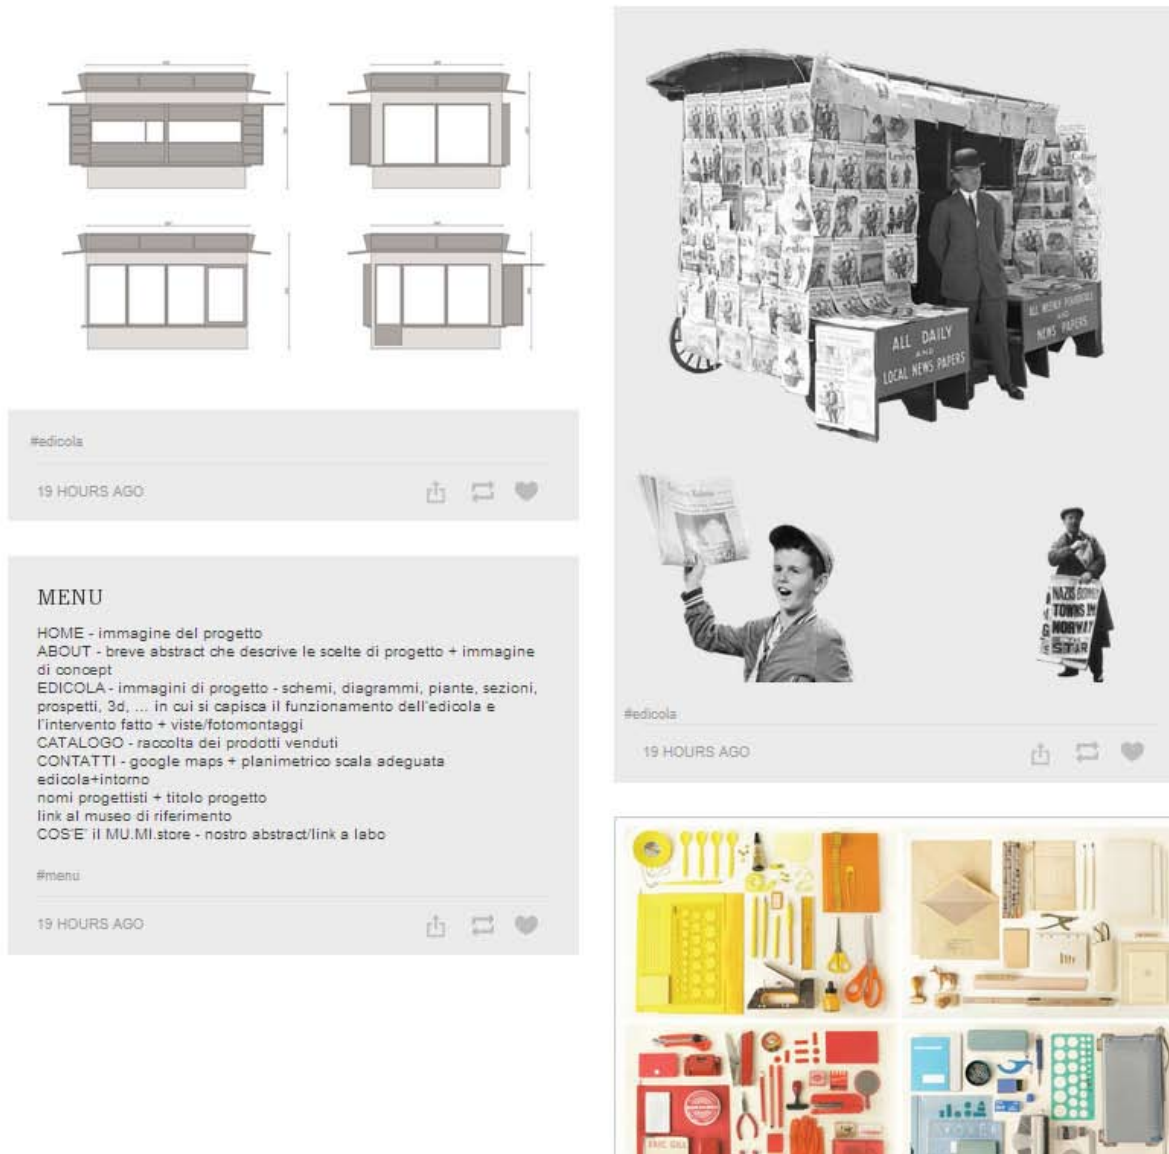 #edicola
19 HOURS AGO
MENU
HOME - immagine del progetto
ABOUT - breve abstract che descrive le scelte di progetto + immagine
di concept
EDICOLA - immagini di progetto - schemi, diagrammi, piante, sezioni,
prospetti, 3d, ... in cui si capisca il funzionamento dell'edicola e
l'intervento fatto + viste/fotomontaggi
CATALOGO - raccolta dei prodotti venduti
CONTATTI - google maps + planimetrico scala adeguata
edicola+intorno
nomi progettisti + titolo progetto
link al museo di riferimento
COS'E' il MU.MI.store - nostro abstract/link a labo
#menu
19 HOURS AGO
Leslie's
ALL DAILY
AND
LOCAL NEWS PAPERS
ALL WEEKLY PERIODICALS
AND
NEWS PAPERS
NAZIS BOMB
TOWNS IN
NORWAY
THE
STAR
#edicola
19 HOURS AGO
ERIC GILL